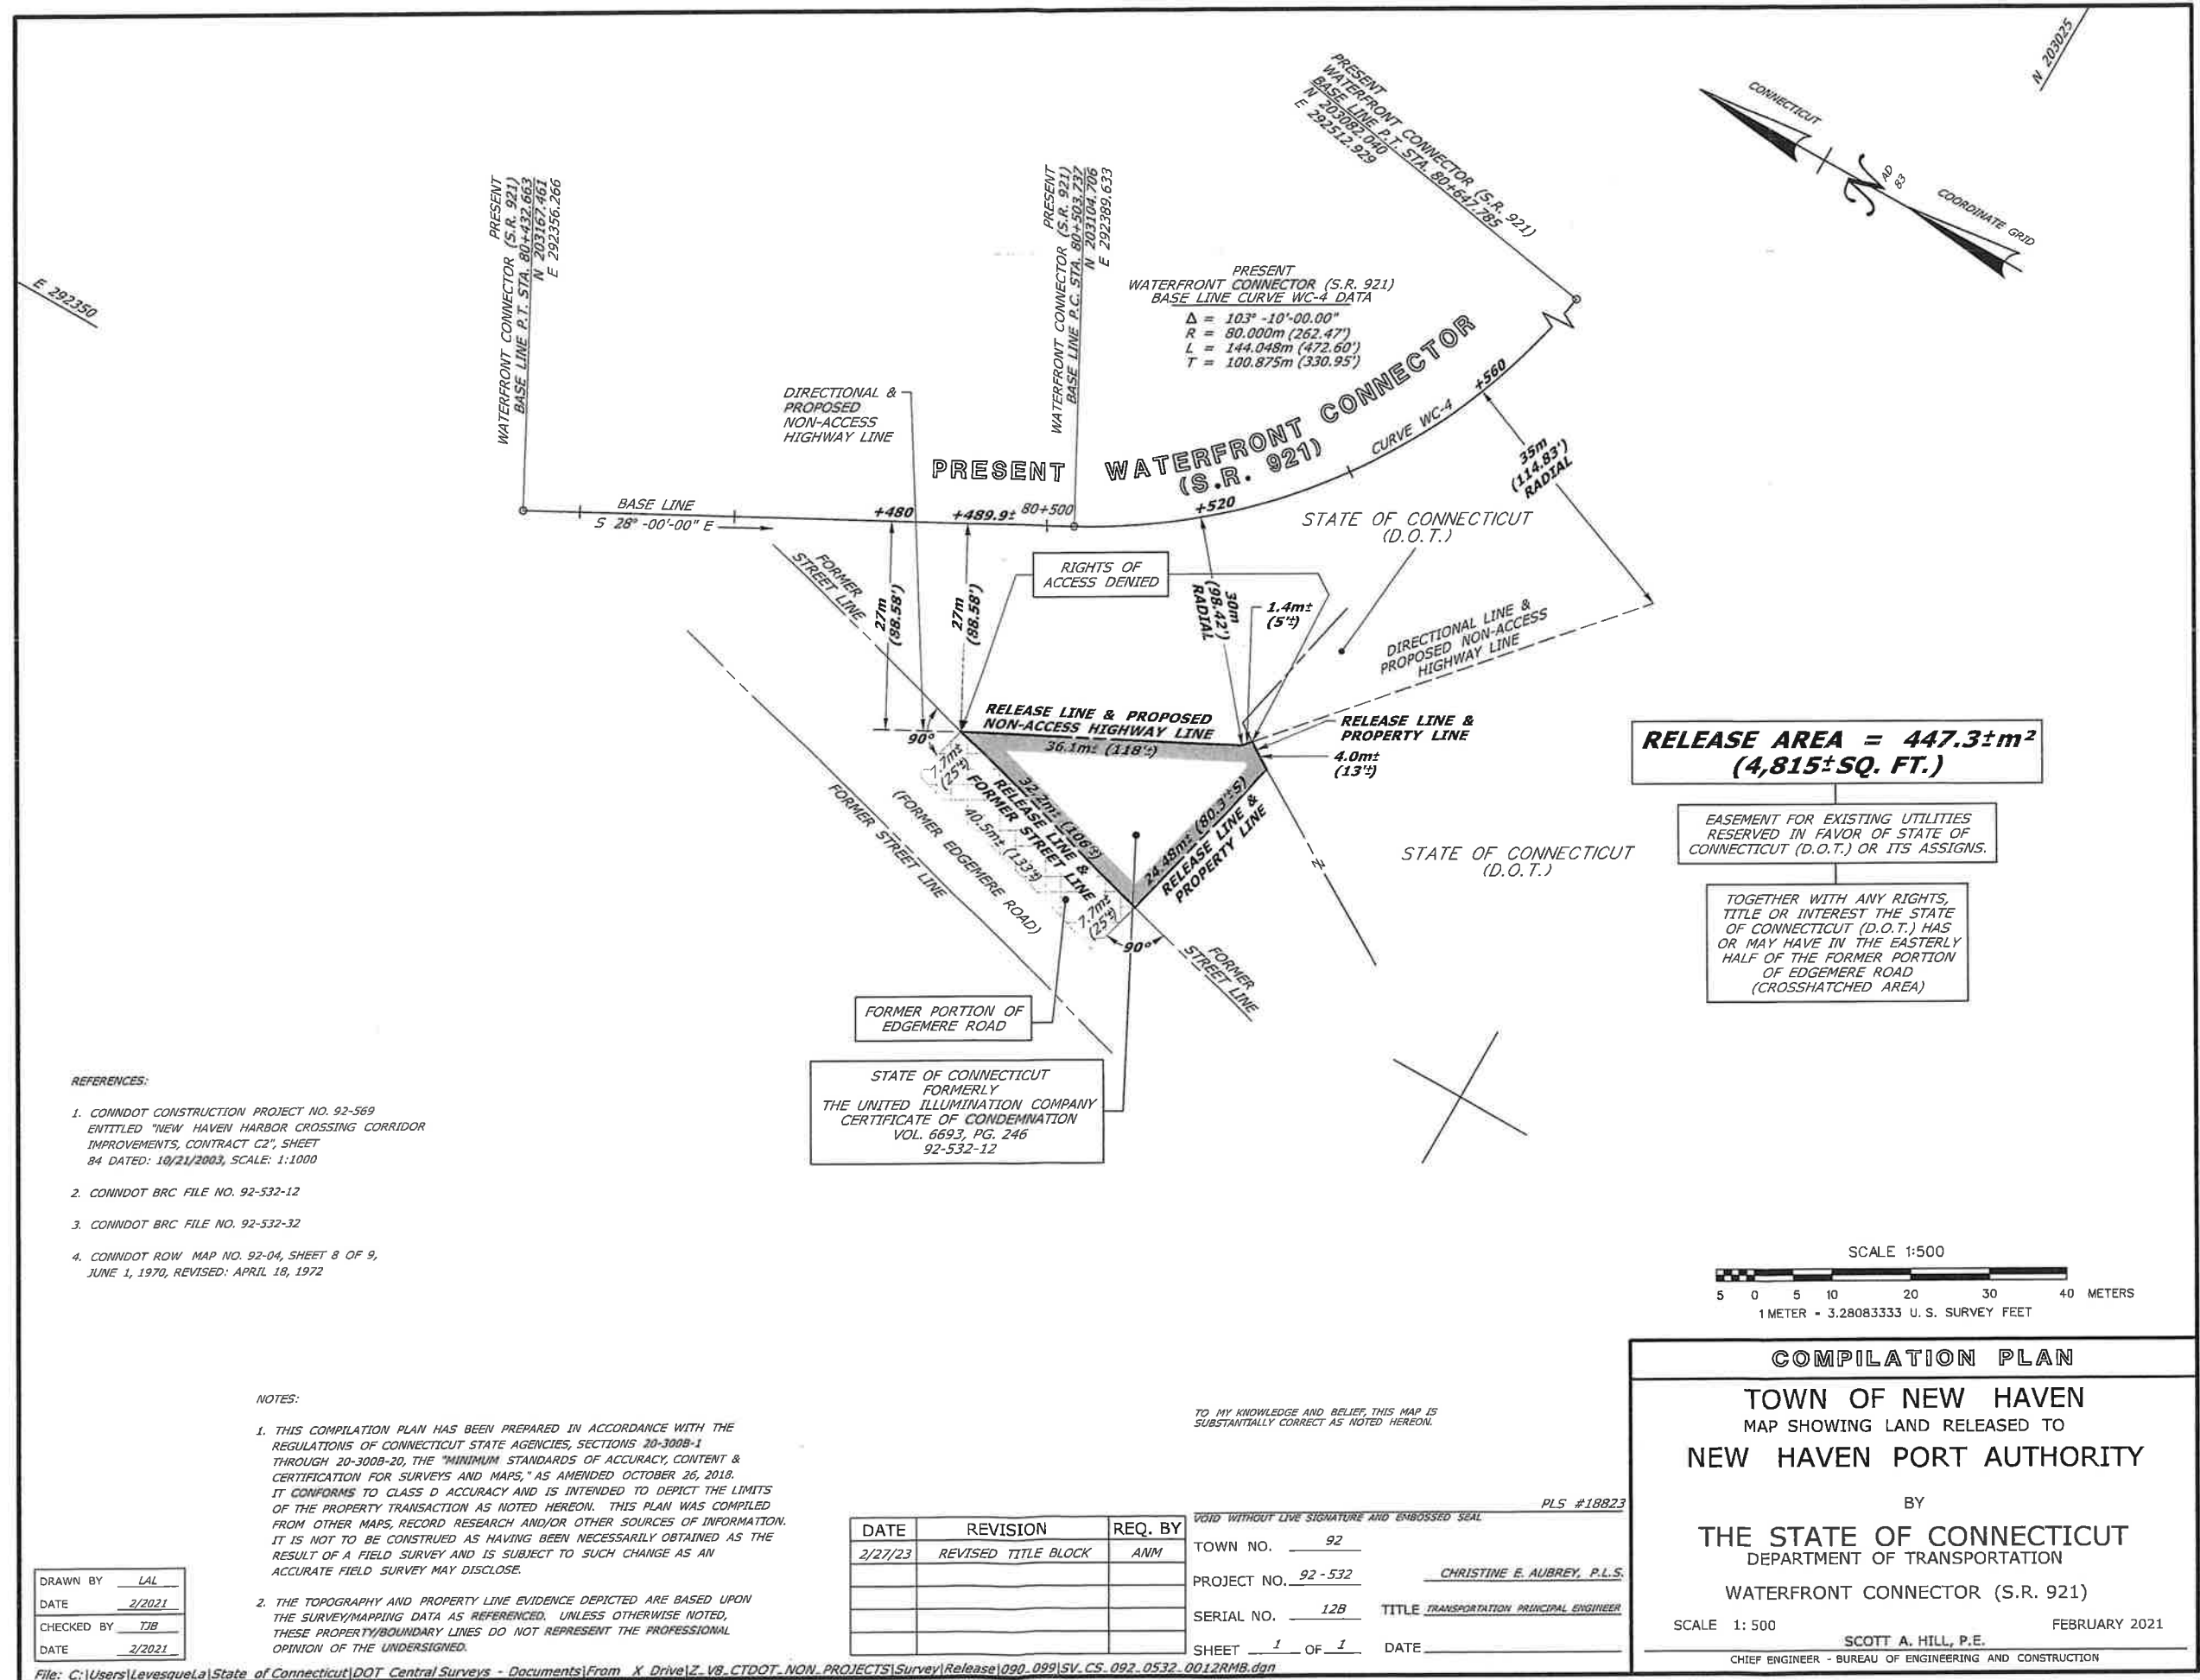 N 203025
CONNECTICUT
N
AD
83
COORDINATE GRID
E 292350
PRESENT
WATERFRONT CONNECTOR (S.R. 921)
BASE LINE P.T. STA. 80+432.663
N 203167.461
E 292356.266
PRESENT
WATERFRONT CONNECTOR (S.R. 921)
BASE LINE P.C. STA. 80+503.737
N 203104.706
E 292389.633
PRESENT
WATERFRONT CONNECTOR (S.R. 921)
BASE LINE P.T. STA. 80+647.785
N 203082.040
E 292512.929
PRESENT
WATERFRONT CONNECTOR (S.R. 921)
BASE LINE CURVE WC-4 DATA
Δ = 103° -10'-00.00"
R = 80.000m (262.47')
L = 144.048m (472.60')
T = 100.875m (330.95')
DIRECTIONAL &
PROPOSED
NON-ACCESS
HIGHWAY LINE
PRESENT WATERFRONT CONNECTOR
(S.R. 921)
CURVE WC-4
+560
35m
(114.83')
RADIAL
BASE LINE
S 28° -00'-00" E
+480
+489.9±
80+500
+520
STATE OF CONNECTICUT
(D.O.T.)
FORMER
STREET LINE
27m
(88.58')
27m
(88.58')
RIGHTS OF
ACCESS DENIED
30m
(98.42')
RADIAL
1.4m±
(5'±)
DIRECTIONAL LINE &
PROPOSED NON-ACCESS
HIGHWAY LINE
RELEASE LINE & PROPOSED
NON-ACCESS HIGHWAY LINE
36.1m± (118'±)
RELEASE LINE &
PROPERTY LINE
4.0m±
(13'±)
90°
7.7m±
(25'±)
32.2m± (106'±)
RELEASE LINE &
FORMER STREET LINE
40.5m± (133'±)
(FORMER EDGEMERE ROAD)
FORMER STREET LINE
24.48m± (80.3'±S)
RELEASE LINE &
PROPERTY LINE
7.7m±
(25'±)
90°
FORMER
STREET LINE
STATE OF CONNECTICUT
(D.O.T.)
RELEASE AREA = 447.3±m²
(4,815±SQ. FT.)
EASEMENT FOR EXISTING UTILITIES
RESERVED IN FAVOR OF STATE OF
CONNECTICUT (D.O.T.) OR ITS ASSIGNS.
TOGETHER WITH ANY RIGHTS,
TITLE OR INTEREST THE STATE
OF CONNECTICUT (D.O.T.) HAS
OR MAY HAVE IN THE EASTERLY
HALF OF THE FORMER PORTION
OF EDGEMERE ROAD
(CROSSHATCHED AREA)
FORMER PORTION OF
EDGEMERE ROAD
STATE OF CONNECTICUT
FORMERLY
THE UNITED ILLUMINATION COMPANY
CERTIFICATE OF CONDEMNATION
VOL. 6693, PG. 246
92-532-12
REFERENCES:
1. CONNDOT CONSTRUCTION PROJECT NO. 92-569
ENTITLED "NEW HAVEN HARBOR CROSSING CORRIDOR
IMPROVEMENTS, CONTRACT C2", SHEET
84 DATED: 10/21/2003, SCALE: 1:1000
2. CONNDOT BRC FILE NO. 92-532-12
3. CONNDOT BRC FILE NO. 92-532-32
4. CONNDOT ROW MAP NO. 92-04, SHEET 8 OF 9,
JUNE 1, 1970, REVISED: APRIL 18, 1972
SCALE 1:500
5 0 5 10 20 30 40 METERS
1 METER = 3.28083333 U. S. SURVEY FEET
NOTES:
1. THIS COMPILATION PLAN HAS BEEN PREPARED IN ACCORDANCE WITH THE
REGULATIONS OF CONNECTICUT STATE AGENCIES, SECTIONS 20-300B-1
THROUGH 20-300B-20, THE "MINIMUM STANDARDS OF ACCURACY, CONTENT &
CERTIFICATION FOR SURVEYS AND MAPS," AS AMENDED OCTOBER 26, 2018.
IT CONFORMS TO CLASS D ACCURACY AND IS INTENDED TO DEPICT THE LIMITS
OF THE PROPERTY TRANSACTION AS NOTED HEREON. THIS PLAN WAS COMPILED
FROM OTHER MAPS, RECORD RESEARCH AND/OR OTHER SOURCES OF INFORMATION.
IT IS NOT TO BE CONSTRUED AS HAVING BEEN NECESSARILY OBTAINED AS THE
RESULT OF A FIELD SURVEY AND IS SUBJECT TO SUCH CHANGE AS AN
ACCURATE FIELD SURVEY MAY DISCLOSE.
2. THE TOPOGRAPHY AND PROPERTY LINE EVIDENCE DEPICTED ARE BASED UPON
THE SURVEY/MAPPING DATA AS REFERENCED. UNLESS OTHERWISE NOTED,
THESE PROPERTY/BOUNDARY LINES DO NOT REPRESENT THE PROFESSIONAL
OPINION OF THE UNDERSIGNED.
DRAWN BY LAL
DATE 2/2021
CHECKED BY TJB
DATE 2/2021
DATE REVISION REQ. BY
2/27/23 REVISED TITLE BLOCK ANM
TO MY KNOWLEDGE AND BELIEF, THIS MAP IS
SUBSTANTIALLY CORRECT AS NOTED HEREON.
PLS #18823
VOID WITHOUT LIVE SIGNATURE AND EMBOSSED SEAL
TOWN NO. 92
PROJECT NO. 92-532
CHRISTINE E. AUBREY, P.L.S.
SERIAL NO. 12B
TITLE TRANSPORTATION PRINCIPAL ENGINEER
SHEET 1 OF 1
DATE
COMPILATION PLAN
TOWN OF NEW HAVEN
MAP SHOWING LAND RELEASED TO
NEW HAVEN PORT AUTHORITY
BY
THE STATE OF CONNECTICUT
DEPARTMENT OF TRANSPORTATION
WATERFRONT CONNECTOR (S.R. 921)
SCALE 1:500
FEBRUARY 2021
SCOTT A. HILL, P.E.
CHIEF ENGINEER - BUREAU OF ENGINEERING AND CONSTRUCTION
File: C:\Users\LevesqueLa\State of Connecticut\DOT Central Surveys - Documents\From X Drive\Z_V8_CTDOT_NON_PROJECTS\Survey\Release\090_099\SV_CS_092_0532_0012RMB.dgn